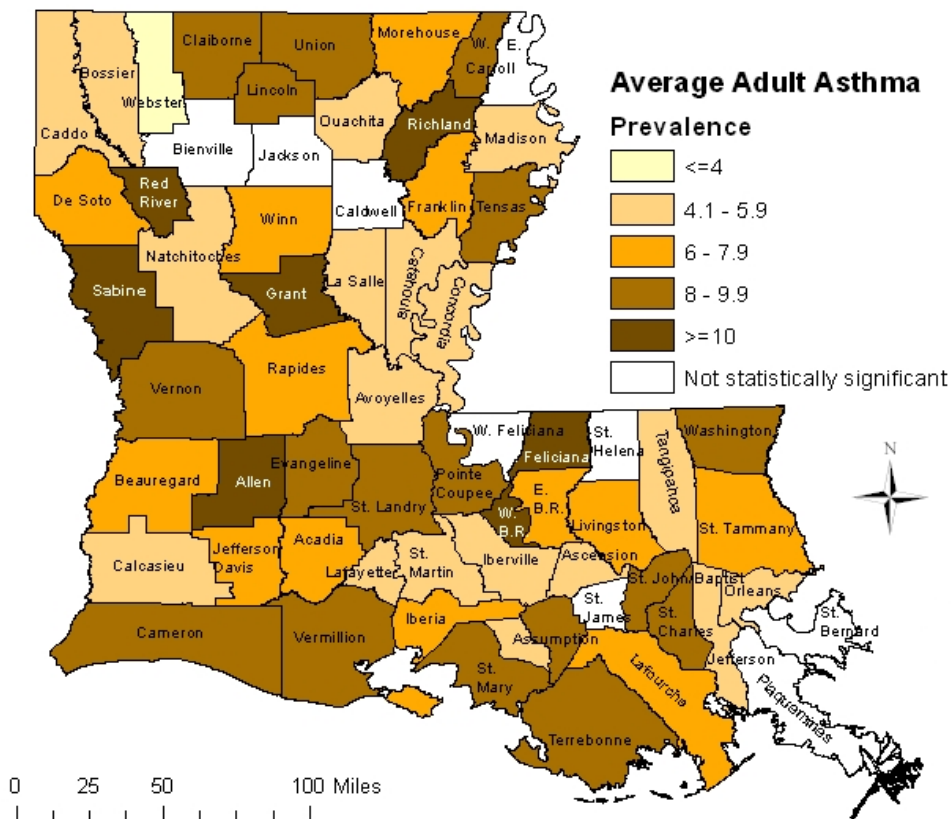 Morehouse
W.
E.
Claiborne
Union
Carroll
Bossier
Lincoln
Webster
Ouachita
Richland
Madison
Caddo
Bienville
Jackson
Red
River
De Soto
Winn
Caldwell
Franklin
Tensas
Natchitoches
Sabine
Grant
La Salle
Catahoula
Concordia
Rapides
Vernon
Avoyelles
W. Feliciana
Feliciana
St.
Helena
Tangipahoa
Washington
Beauregard
Allen
Evangeline
St. Landry
Pointe
Coupee
W.
B.R.
E.
B.R.
Livingston
St. Tammany
Calcasieu
Jefferson
Davis
Acadia
Lafayette
St.
Martin
Iberville
Ascension
St. John/Baptist
Orleans
St.
James
St.
Charles
St.
Bernard
Cameron
Vermillion
Iberia
Assumption
Jefferson
St.
Mary
Lafourche
Plaquemines
Terrebonne
Average Adult Asthma
Prevalence
<=4
4.1 - 5.9
6 - 7.9
8 - 9.9
>=10
Not statistically significant
N
0 25 50 100 Miles